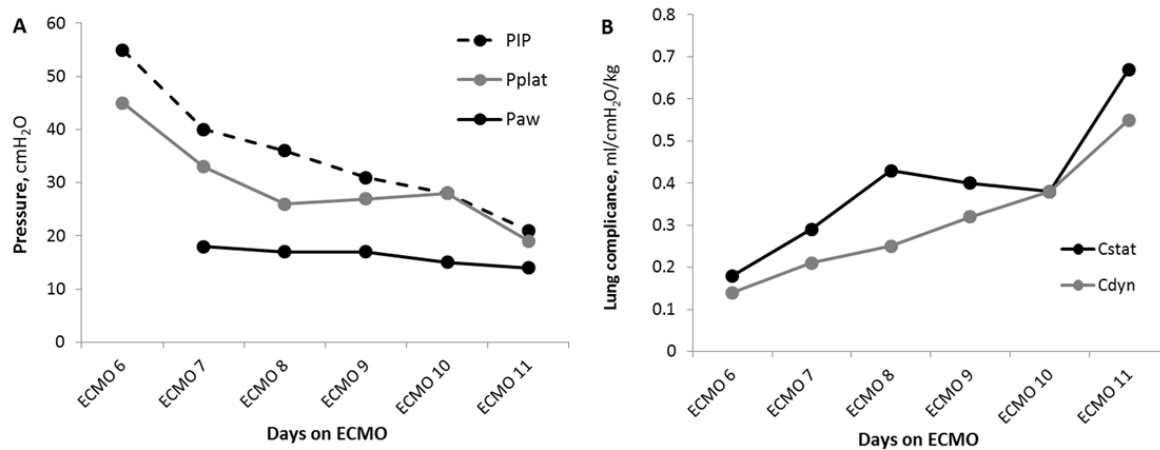 A
60
50
40
30
20
10
0
Pressure, cmH₂O
PIP
Pplat
Paw
ECMO 6
ECMO 7
ECMO 8
ECMO 9
ECMO 10
ECMO 11
Days on ECMO
B
0.8
0.7
0.6
0.5
0.4
0.3
0.2
0.1
0
Lung complicance, ml/cmH₂O/kg
Cstat
Cdyn
ECMO 6
ECMO 7
ECMO 8
ECMO 9
ECMO 10
ECMO 11
Days on ECMO